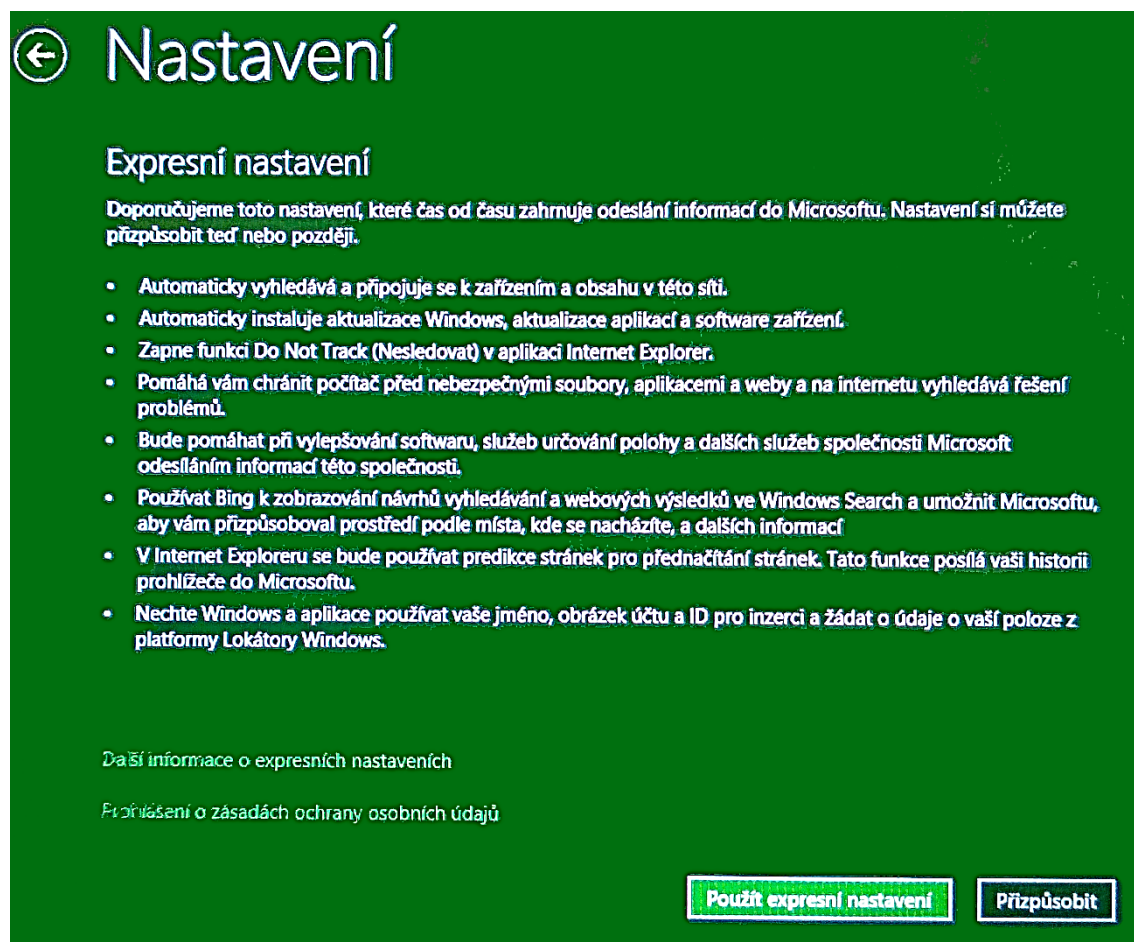 Nastavení
Expresní nastavení
Doporučujeme toto nastavení, které čas od času zahrnuje odeslání informací do Microsoftu. Nastavení si můžete
přizpůsobit teď nebo později.
• Automaticky vyhledává a připojuje se k zařízením a obsahu v této síti.
• Automaticky instaluje aktualizace Windows, aktualizace aplikací a software zařízení.
• Zapne funkci Do Not Track (Nesledovat) v aplikaci Internet Explorer.
• Pomáhá vám chránit počítač před nebezpečnými soubory, aplikacemi a weby a na internetu vyhledává řešení
problémů.
• Bude pomáhat při vylepšování softwaru, služeb určování polohy a dalších služeb společnosti Microsoft
odesíláním informací této společnosti.
• Používat Bing k zobrazování návrhů vyhledávání a webových výsledků ve Windows Search a umožnit Microsoftu,
aby vám přizpůsoboval prostředí podle místa, kde se nacházíte, a dalších informací
• V Internet Exploreru se bude používat predikce stránek pro přednačítání stránek. Tato funkce posílá vaši historii
prohlížeče do Microsoftu.
• Nechte Windows a aplikace používat vaše jméno, obrázek účtu a ID pro inzerci a žádat o údaje o vaší poloze z
platformy Lokátory Windows.
Další informace o expresních nastaveních
Prohlášení o zásadách ochrany osobních údajů
Použít expresní nastavení
Přizpůsobit